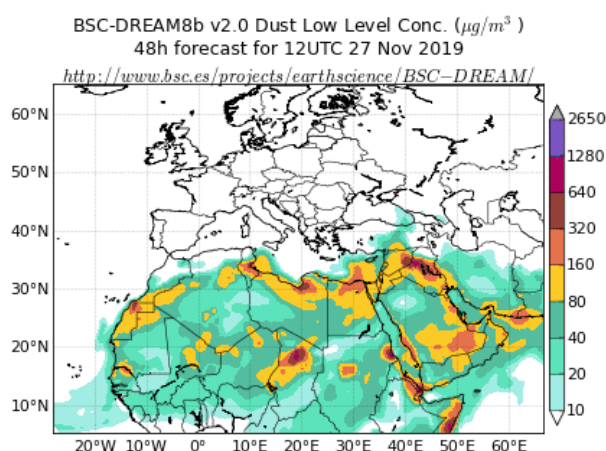 BSC-DREAM8b v2.0 Dust Low Level Conc. (μg/m³ )
48h forecast for 12UTC 27 Nov 2019
http://www.bsc.es/projects/earthscience/BSC−DREAM/
60°N
50°N
40°N
30°N
20°N
10°N
20°W 10°W 0° 10°E 20°E 30°E 40°E 50°E 60°E
2650
1280
640
320
160
80
40
20
10